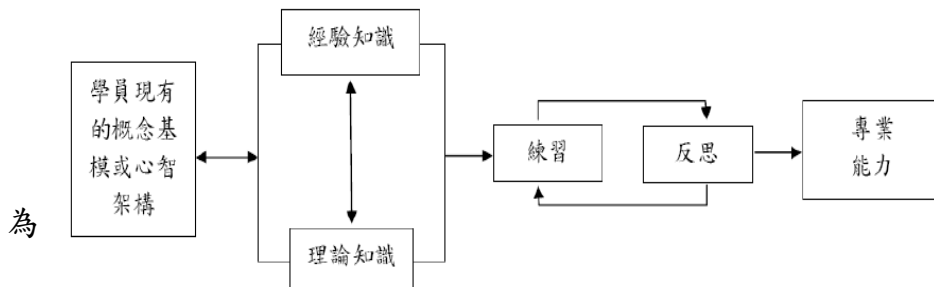 為
學員現有
的概念基
模或心智
架構
經驗知識
理論知識
練習
反思
專業
能力